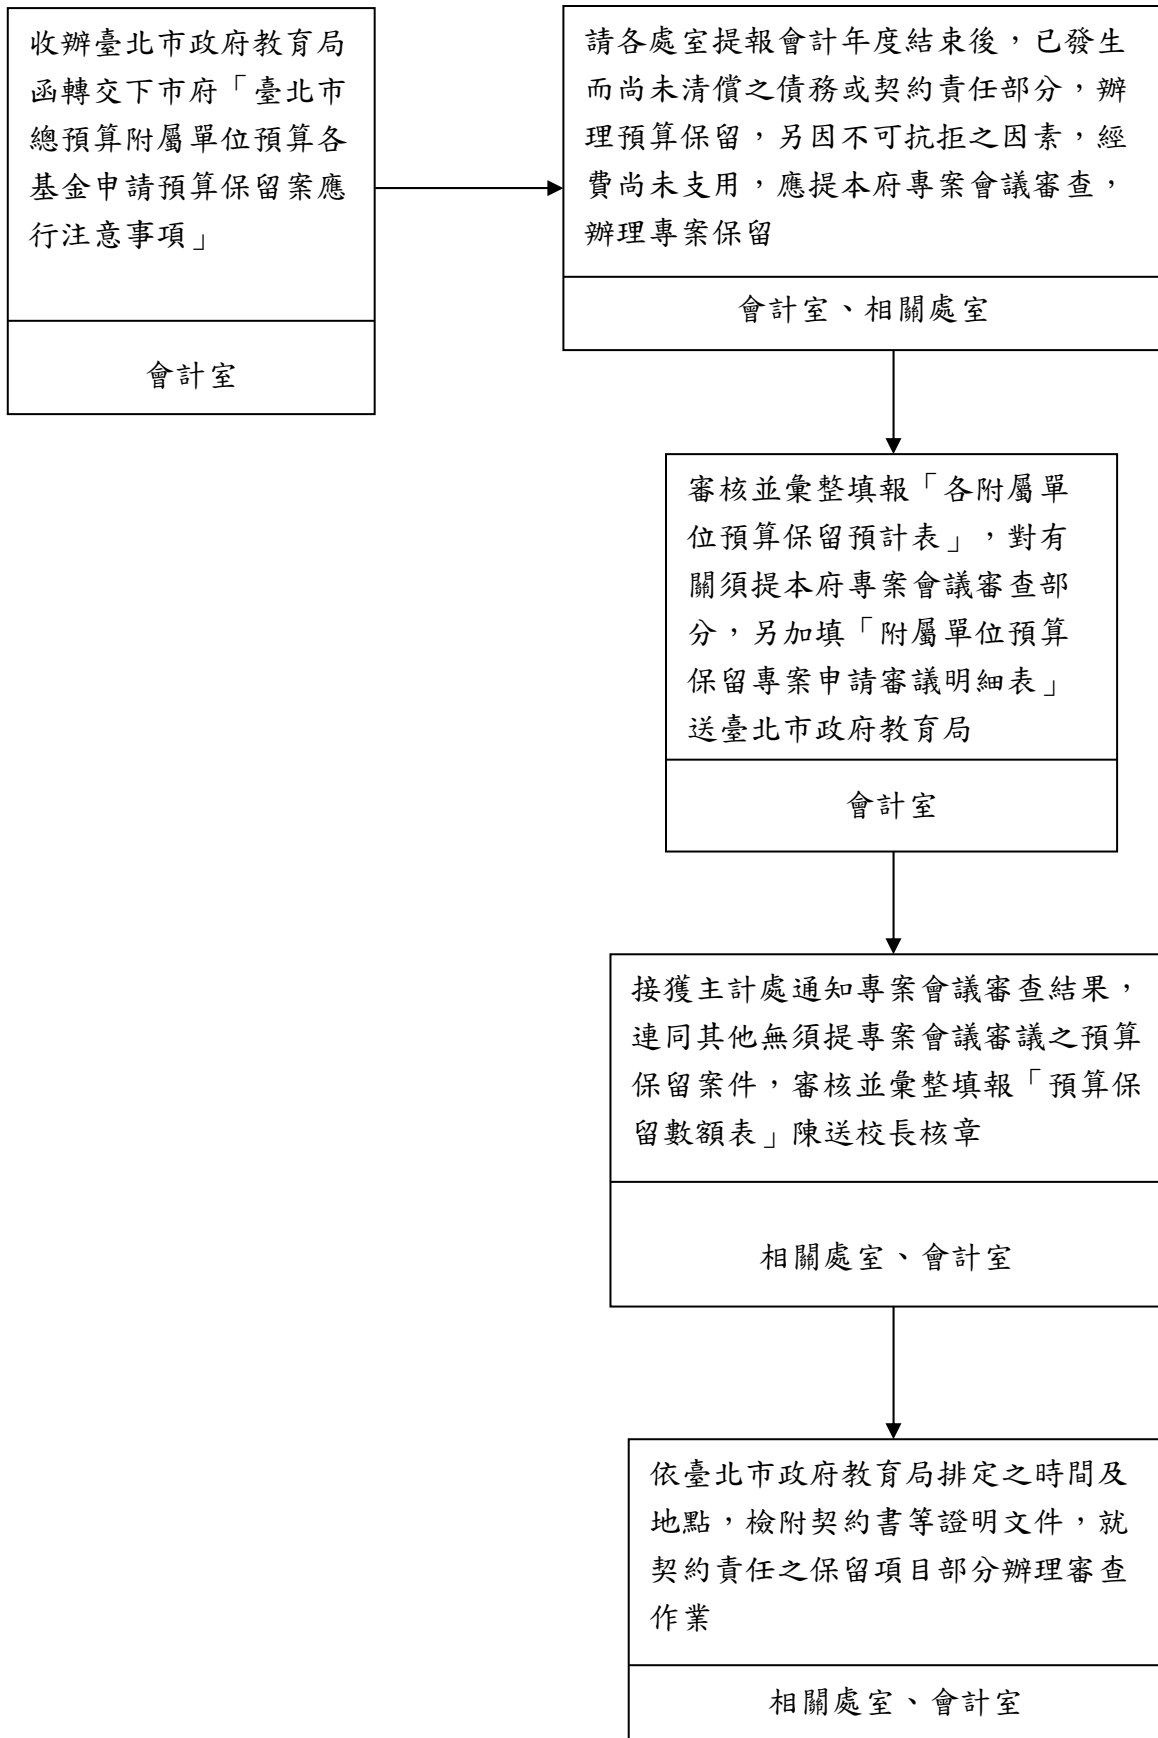 收辦臺北市政府教育局
函轉交下市府「臺北市
總預算附屬單位預算各
基金申請預算保留案應
行注意事項」
會計室
請各處室提報會計年度結束後，已發生
而尚未清償之債務或契約責任部分，辦
理預算保留，另因不可抗拒之因素，經
費尚未支用，應提本府專案會議審查，
辦理專案保留
會計室、相關處室
審核並彙整填報「各附屬單
位預算保留預計表」，對有
關須提本府專案會議審查部
分，另加填「附屬單位預算
保留專案申請審議明細表」
送臺北市政府教育局
會計室
接獲主計處通知專案會議審查結果，
連同其他無須提專案會議審議之預算
保留案件，審核並彙整填報「預算保
留數額表」陳送校長核章
相關處室、會計室
依臺北市政府教育局排定之時間及
地點，檢附契約書等證明文件，就
契約責任之保留項目部分辦理審查
作業
相關處室、會計室